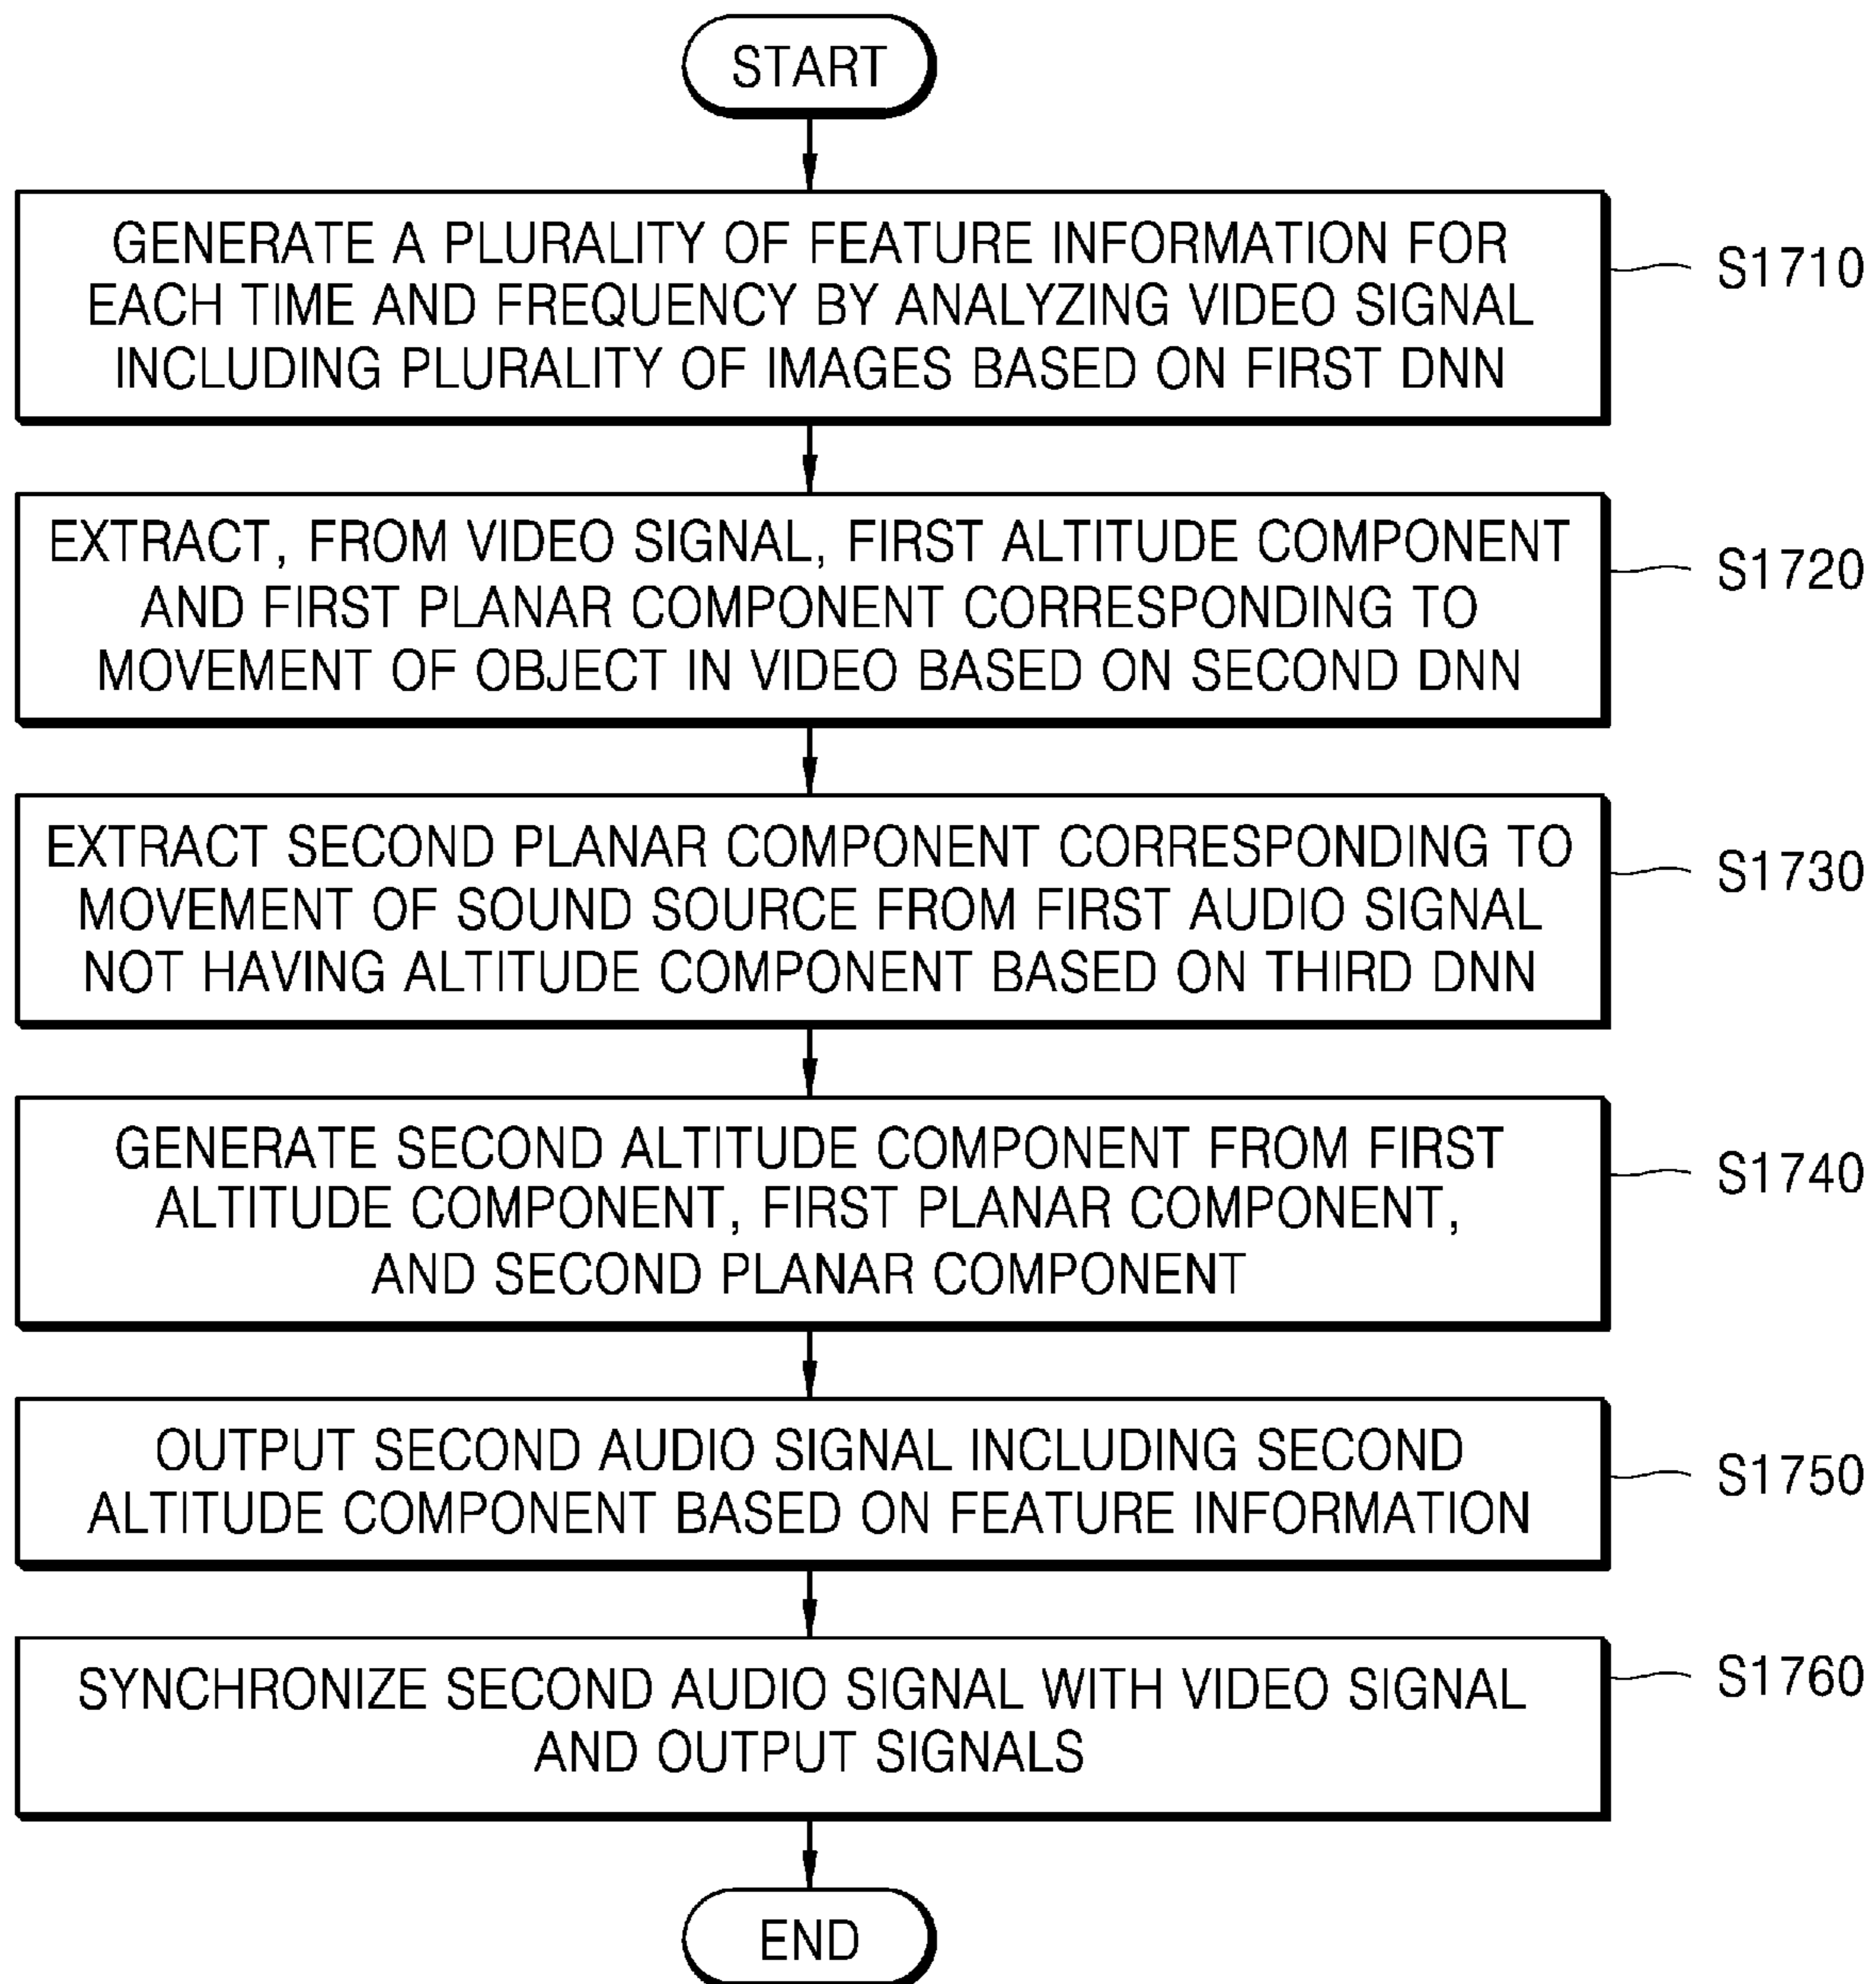 START
GENERATE A PLURALITY OF FEATURE INFORMATION FOR
EACH TIME AND FREQUENCY BY ANALYZING VIDEO SIGNAL
INCLUDING PLURALITY OF IMAGES BASED ON FIRST DNN
S1710
EXTRACT, FROM VIDEO SIGNAL, FIRST ALTITUDE COMPONENT
AND FIRST PLANAR COMPONENT CORRESPONDING TO
MOVEMENT OF OBJECT IN VIDEO BASED ON SECOND DNN
S1720
EXTRACT SECOND PLANAR COMPONENT CORRESPONDING TO
MOVEMENT OF SOUND SOURCE FROM FIRST AUDIO SIGNAL
NOT HAVING ALTITUDE COMPONENT BASED ON THIRD DNN
S1730
GENERATE SECOND ALTITUDE COMPONENT FROM FIRST
ALTITUDE COMPONENT, FIRST PLANAR COMPONENT,
AND SECOND PLANAR COMPONENT
S1740
OUTPUT SECOND AUDIO SIGNAL INCLUDING SECOND
ALTITUDE COMPONENT BASED ON FEATURE INFORMATION
S1750
SYNCHRONIZE SECOND AUDIO SIGNAL WITH VIDEO SIGNAL
AND OUTPUT SIGNALS
S1760
END